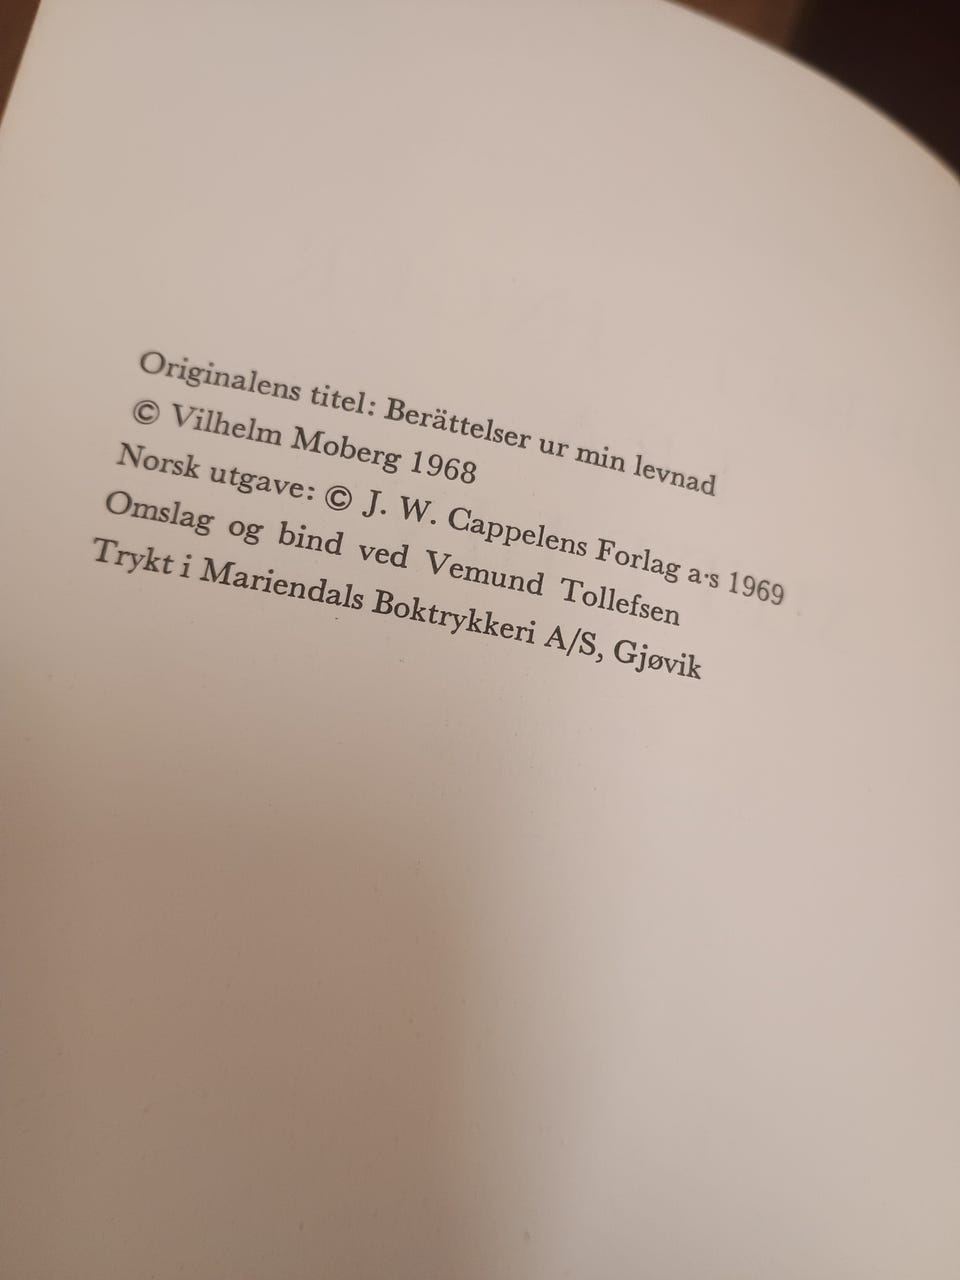 Originalens titel: Berättelser ur min levnad
© Vilhelm Moberg 1968
Norsk utgave: © J. W. Cappelens Forlag a·s 1969
Omslag og bind ved Vemund Tollefsen
Trykt i Mariendals Boktrykkeri A/S, Gjøvik